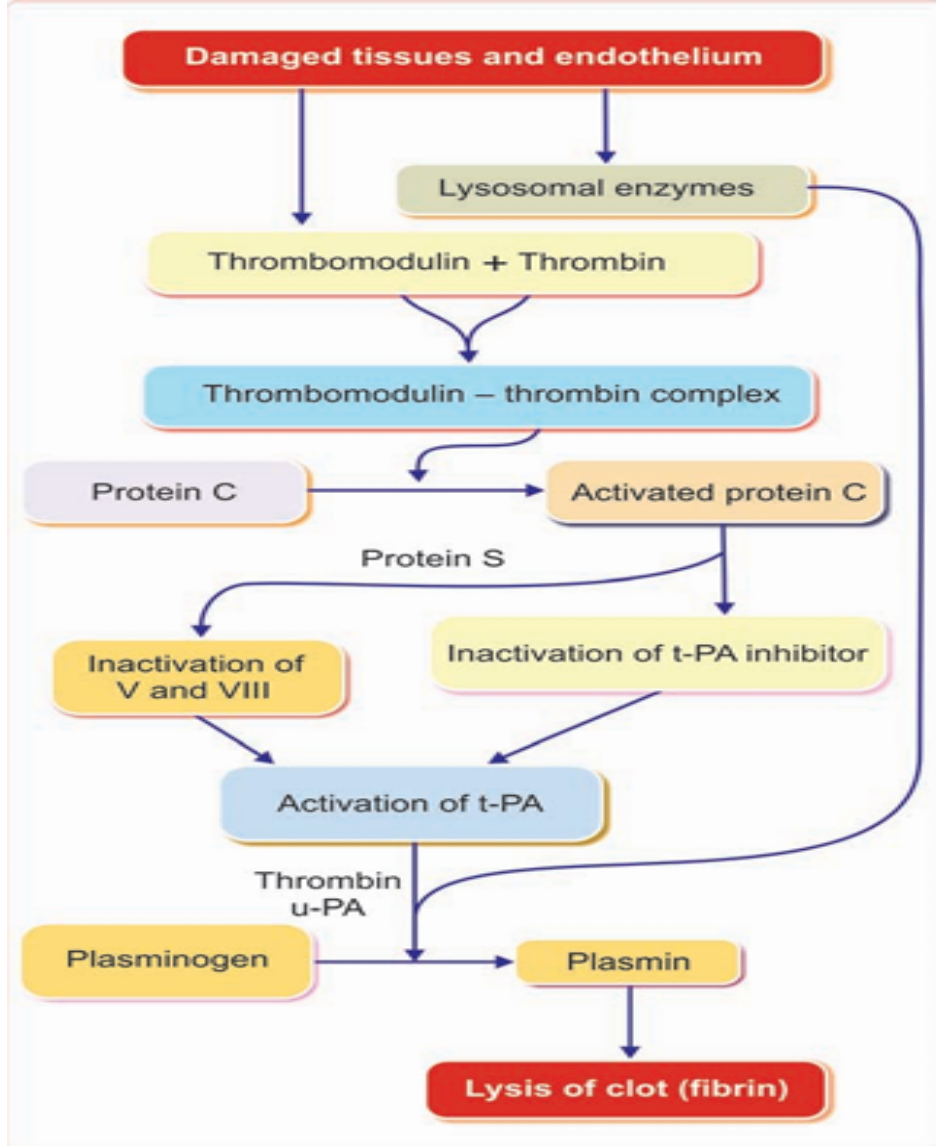 Damaged tissues and endothelium
Lysosomal enzymes
Thrombomodulin + Thrombin
Thrombomodulin – thrombin complex
Protein C
Activated protein C
Protein S
Inactivation of
V and VIII
Inactivation of t-PA inhibitor
Activation of t-PA
Thrombin
u-PA
Plasminogen
Plasmin
Lysis of clot (fibrin)